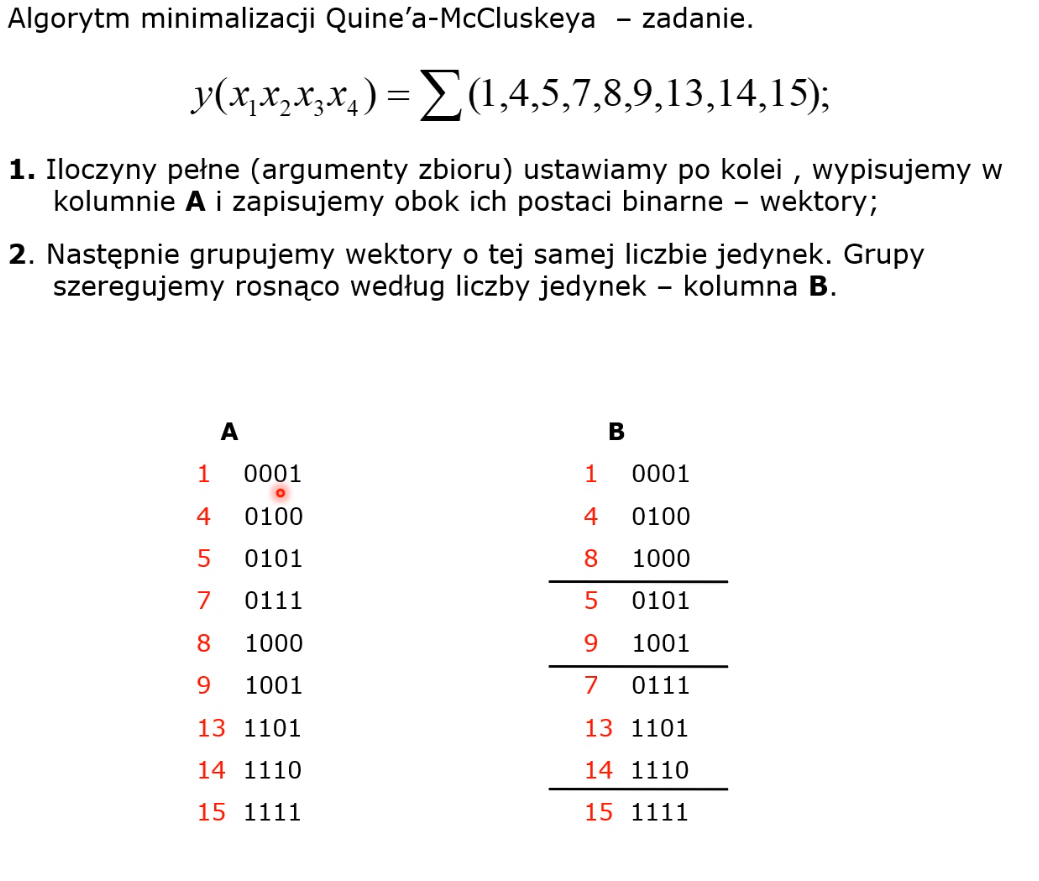 Algorytm minimalizacji Quine’a-McCluskeya – zadanie.
y(x₁x₂x₃x₄) = ∑(1,4,5,7,8,9,13,14,15);
1. Iloczyny pełne (argumenty zbioru) ustawiamy po kolei , wypisujemy w
kolumnie A i zapisujemy obok ich postaci binarne – wektory;
2. Następnie grupujemy wektory o tej samej liczbie jedynek. Grupy
szeregujemy rosnąco według liczby jedynek – kolumna B.
A B
1 0001 1 0001
4 0100 4 0100
5 0101 8 1000
7 0111 5 0101
8 1000 9 1001
9 1001 7 0111
13 1101 13 1101
14 1110 14 1110
15 1111 15 1111